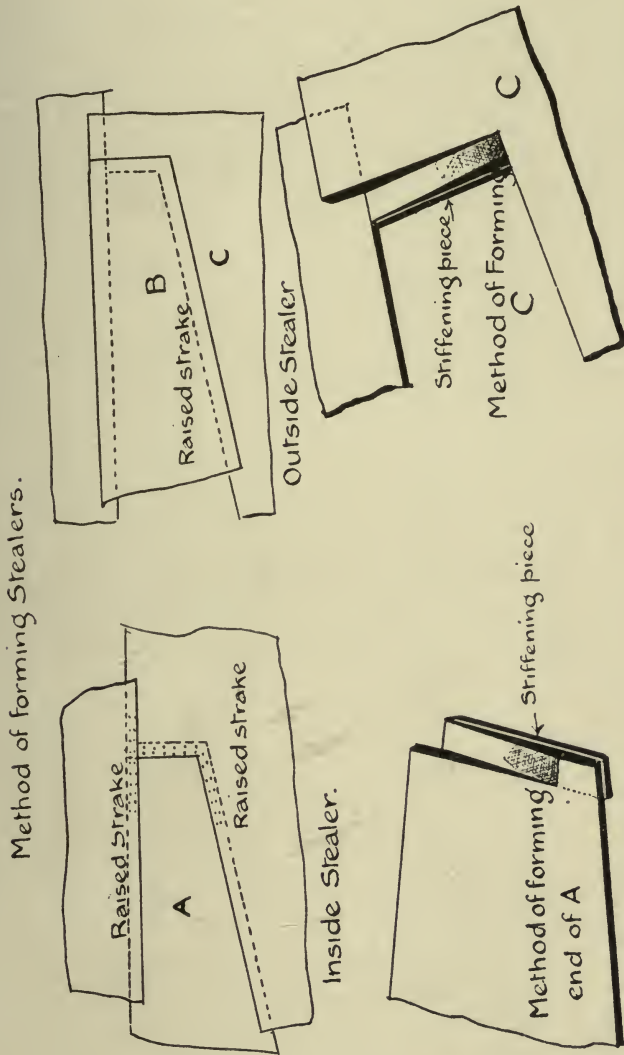 Method of forming Stealers.
Raised Strake
A
Raised strake
Inside Stealer.
B
Raised strake
C
Outside Stealer
Method of forming
end of A
Stiffening piece
Stiffening piece
Method of Forming
C
C